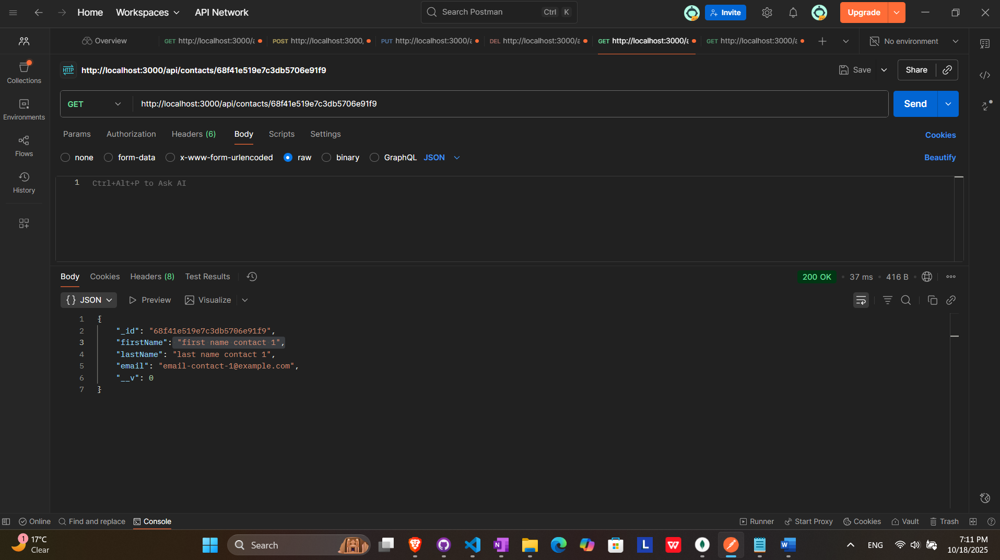 Home Workspaces API Network Search Postman Ctrl K Invite Upgrade
Overview GET http://localhost:3000/a POST http://localhost:3000, PUT http://localhost:3000/a DEL http://localhost:3000/a GET http://localhost:3000/a GET http://localhost:3000/a No environment
HTTP http://localhost:3000/api/contacts/68f41e519e7c3db5706e91f9 Save Share
Collections
Environments
Flows
History
GET http://localhost:3000/api/contacts/68f41e519e7c3db5706e91f9 Send
Params Authorization Headers (6) Body Scripts Settings Cookies
none form-data x-www-form-urlencoded raw binary GraphQL JSON Beautify
1 Ctrl+Alt+P to Ask AI
Body Cookies Headers (8) Test Results 200 OK • 37 ms • 416 B •
{} JSON Preview Visualize
1 {
2 "_id": "68f41e519e7c3db5706e91f9",
3 "firstName": "first name contact 1",
4 "lastName": "last name contact 1",
5 "email": "email-contact-1@example.com",
6 "__v": 0
7 }
Online Find and replace Console Runner Start Proxy Cookies Vault Trash
1 17°C
Clear
Search
N
L
W
W
ENG
7:11 PM
10/18/2025